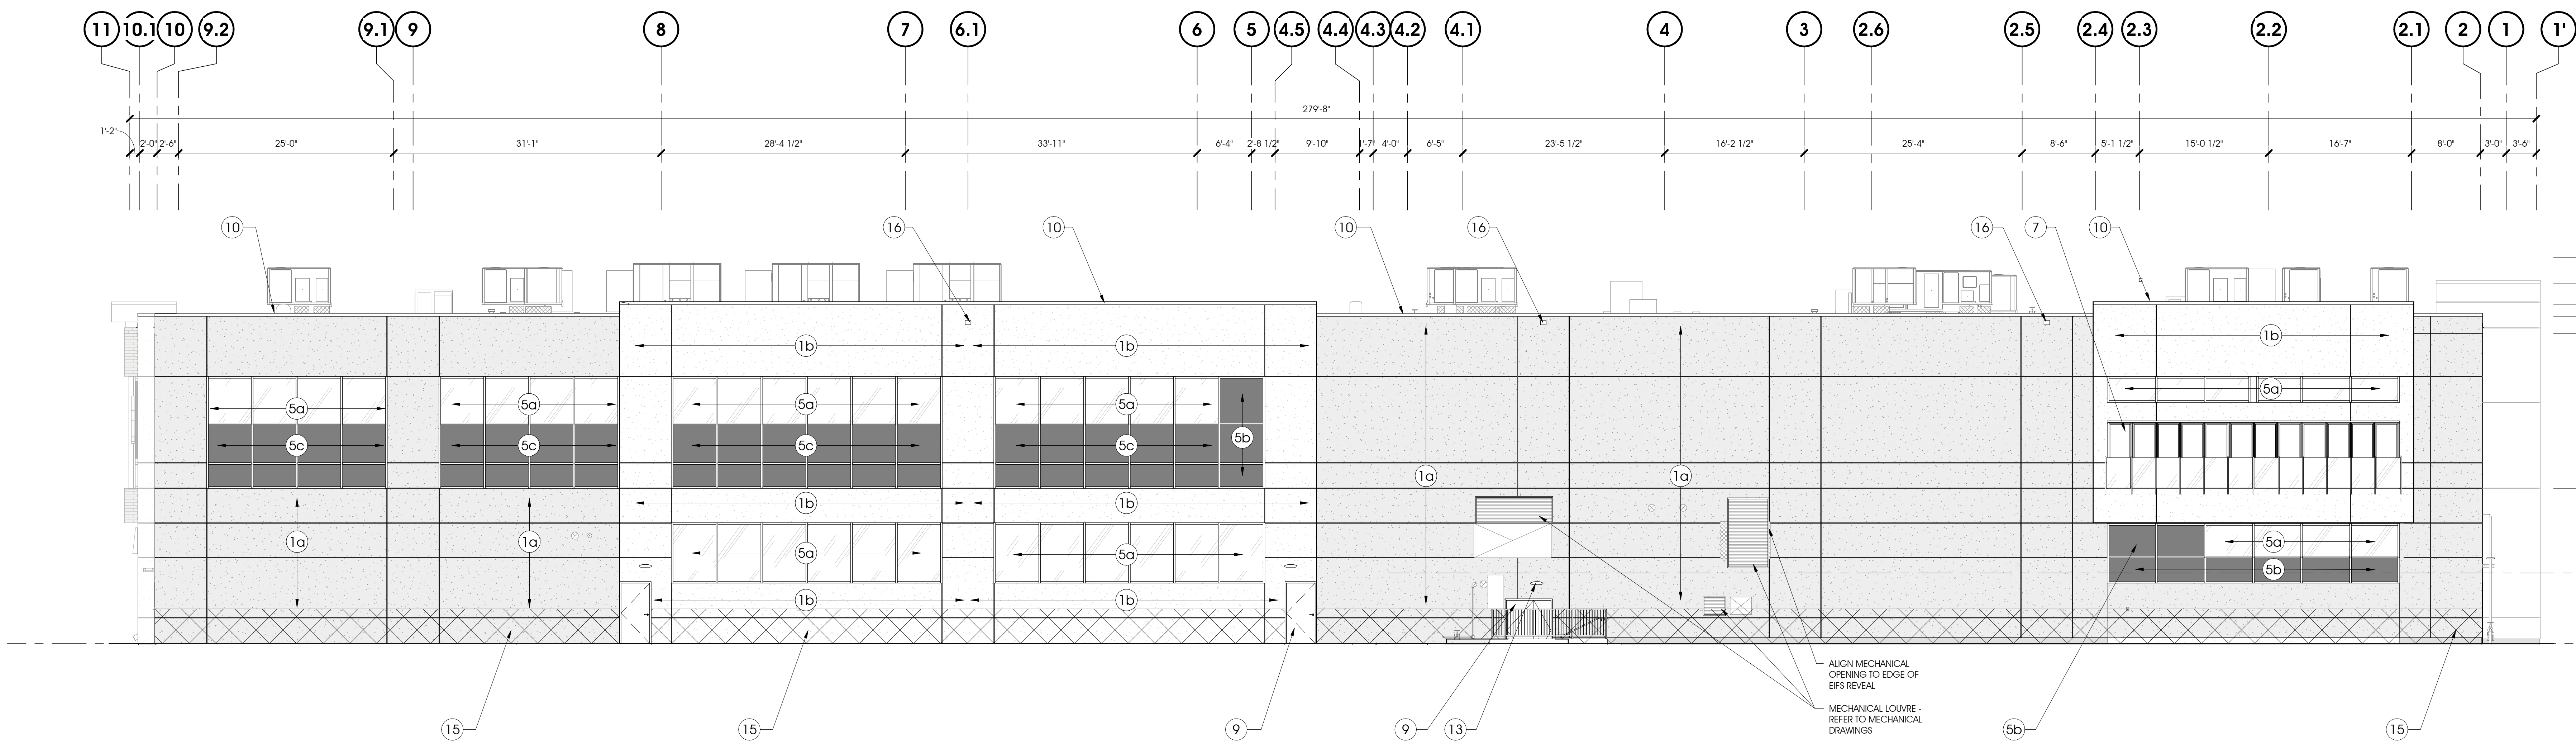 11 10.1 10 9.2 9.1 9 8 7 6.1 6 5 4.5 4.4 4.3 4.2 4.1 4 3 2.6 2.5 2.4 2.3 2.2 2.1 2 1 1'
279'-8"
1'-2"
2'-0" 2'-6" 25'-0" 31'-1" 28'-4 1/2" 33'-11" 6'-4" 2'-8 1/2" 9'-10" 1'-7" 4'-0" 6'-5" 23'-5 1/2" 16'-2 1/2" 25'-4" 8'-6" 5'-1 1/2" 15'-0 1/2" 16'-7" 8'-0" 3'-0" 3'-6"
10 16 10 10 16 16 7 10
1b 1b 1b
5a 5a 5a 5a 5a
5c 5c 5c 5c 5b
1a 1a
1b 1b
1a 1a 5a 5a 5a
5b
1b 1b
ALIGN MECHANICAL
OPENING TO EDGE OF
EIFS REVEAL
MECHANICAL LOUVRE -
REFER TO MECHANICAL
DRAWINGS
15 15 9 9 13 5b 15